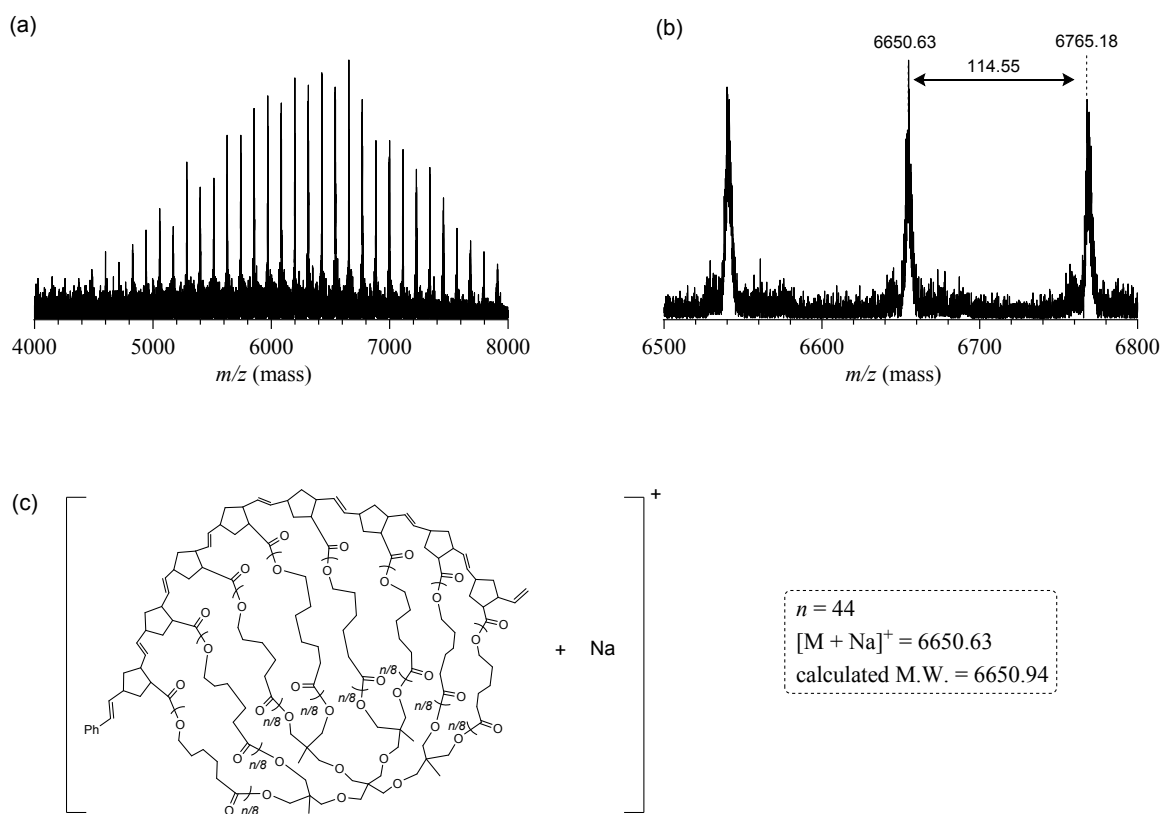 (a)
4000 5000 6000 7000 8000
m/z (mass)
(b)
6650.63 6765.18
114.55
6500 6600 6700 6800
m/z (mass)
(c)
+
O O O O O O O O
O O O O O O O O
Ph
O O O O O O O O
n/8 n/8 n/8 n/8 n/8 n/8 n/8 n/8
O O O O O O O O
O O O O
+ Na
n = 44
[M + Na]+ = 6650.63
calculated M.W. = 6650.94